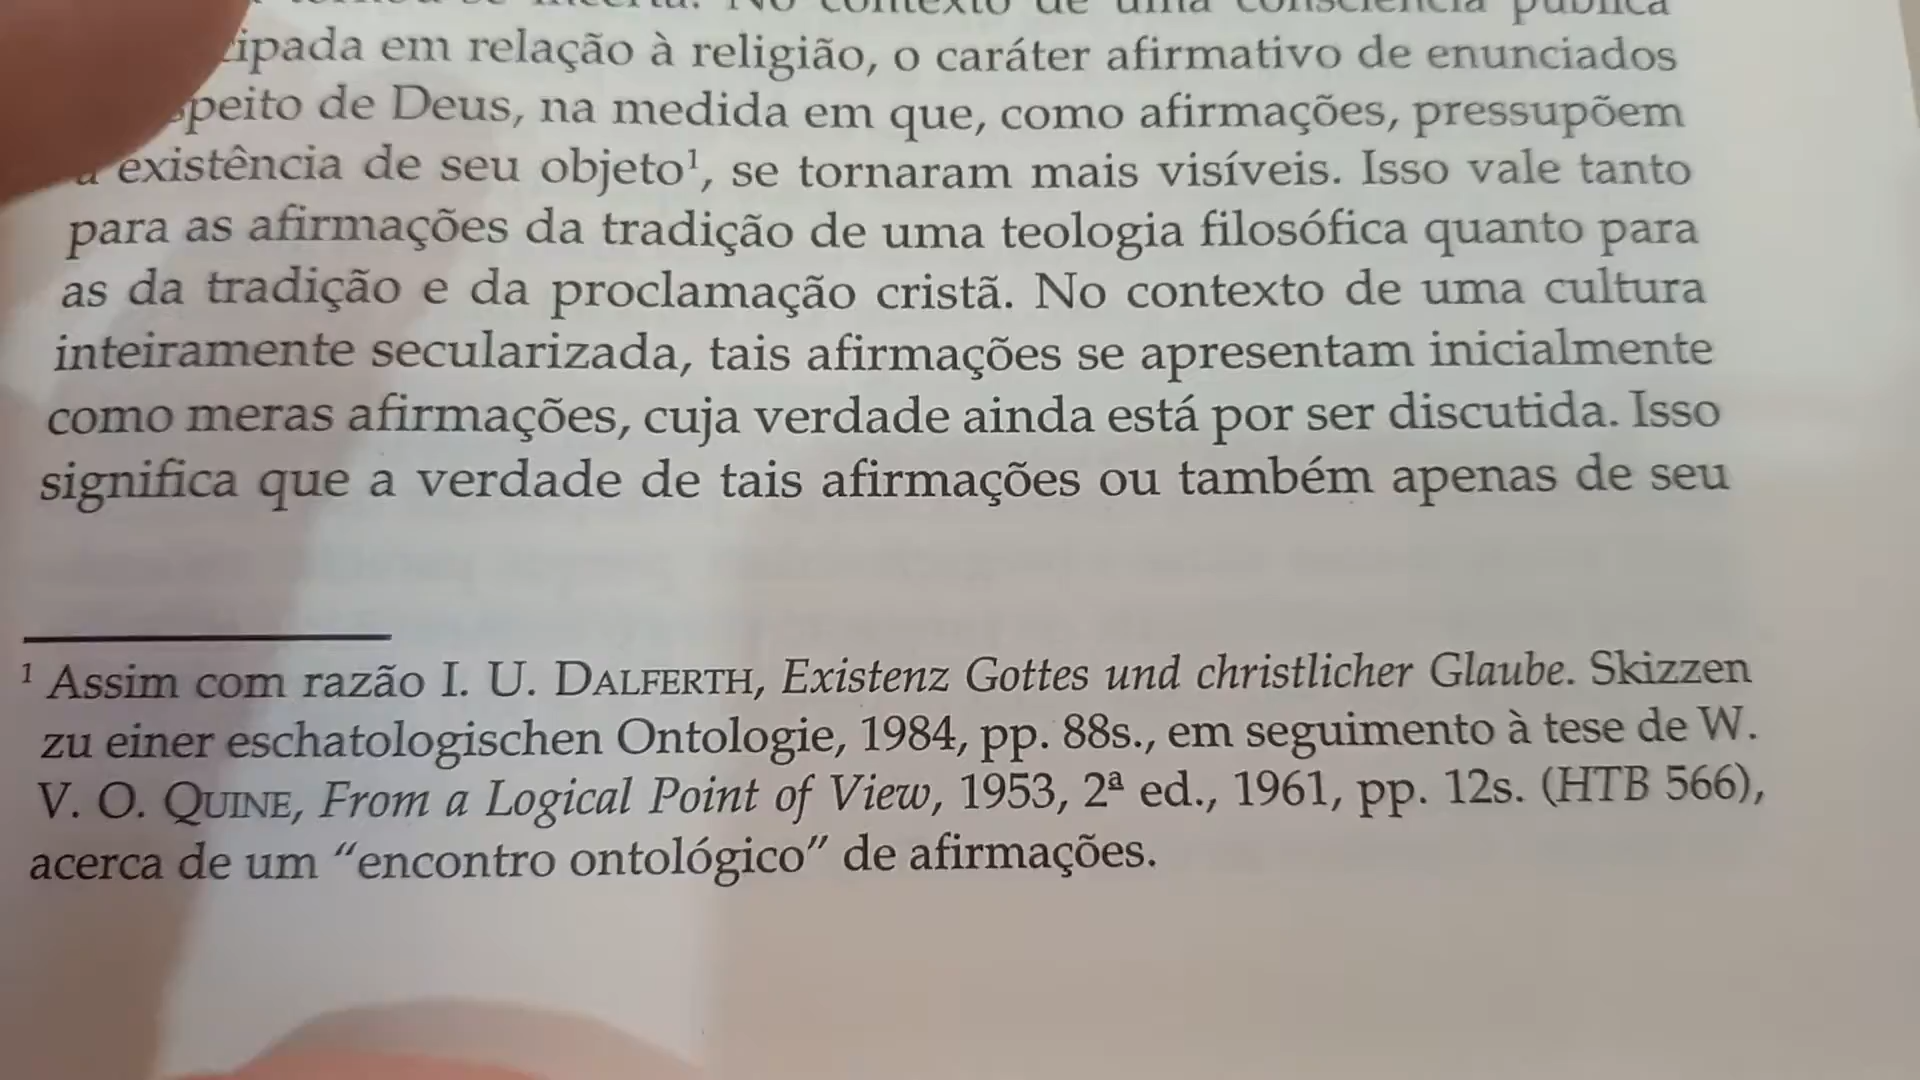 No contexto de uma consciência pública
em relação à religião, o caráter afirmativo de enunciados
de Deus, na medida em que, como afirmações, pressupõem
a existência de seu objeto¹, se tornaram mais visíveis. Isso vale tanto
para as afirmações da tradição de uma teologia filosófica quanto para
as da tradição e da proclamação cristã. No contexto de uma cultura
inteiramente secularizada, tais afirmações se apresentam inicialmente
como meras afirmações, cuja verdade ainda está por ser discutida. Isso
significa que a verdade de tais afirmações ou também apenas de seu
¹ Assim com razão I. U. DALFERTH, Existenz Gottes und christlicher Glaube. Skizzen
zu einer eschatologischen Ontologie, 1984, pp. 88s., em seguimento à tese de W.
V. O. QUINE, From a Logical Point of View, 1953, 2ª ed., 1961, pp. 12s. (HTB 566),
acerca de um “encontro ontológico” de afirmações.